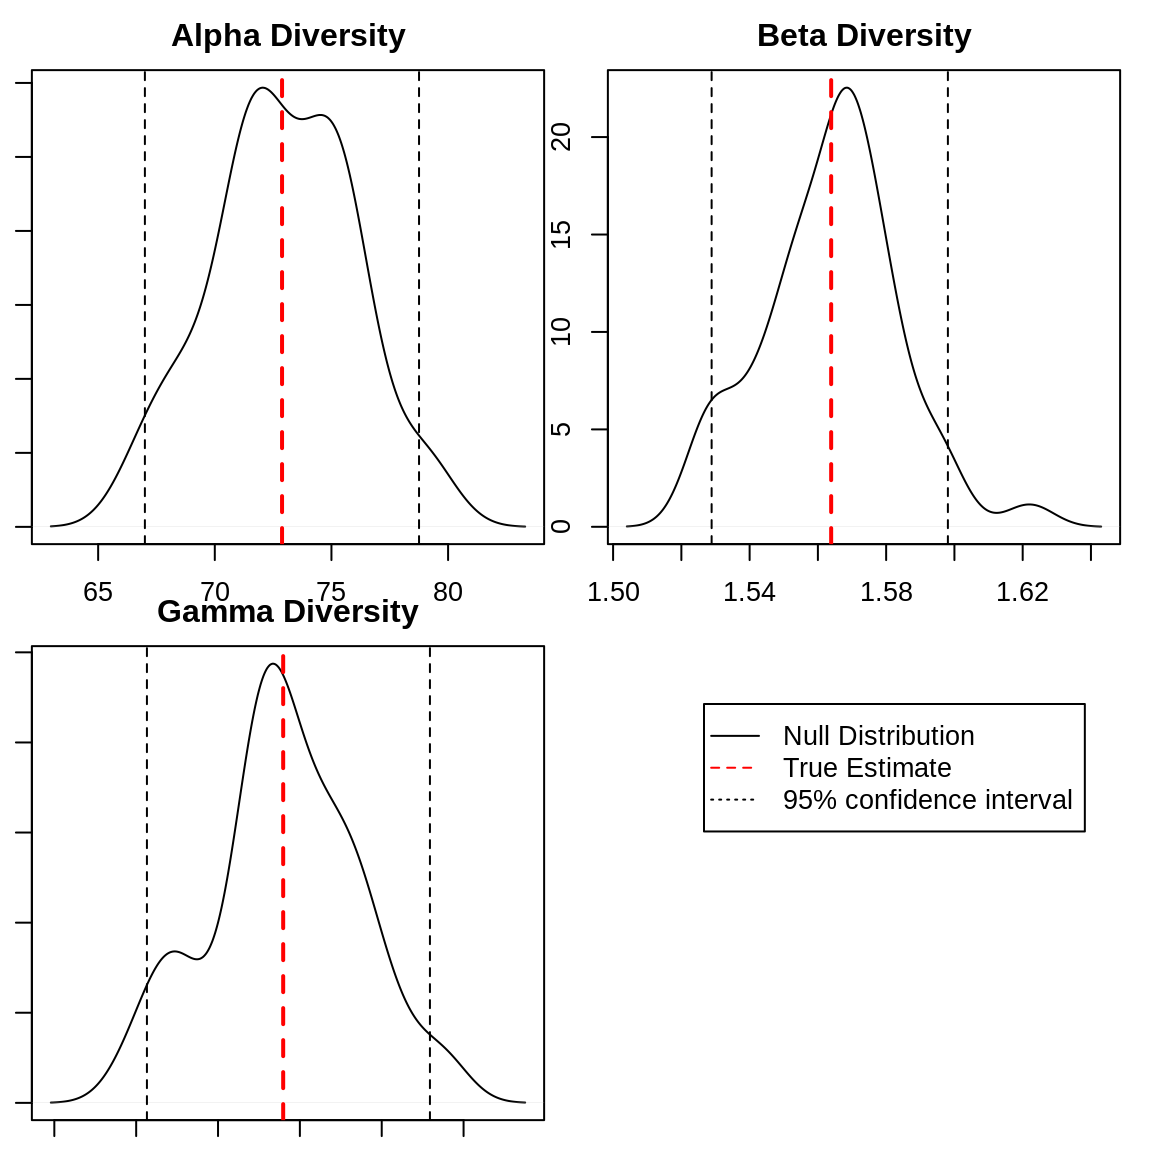 Alpha Diversity
65 70 75 80
Beta Diversity
20
15
10
5
0
1.50 1.54 1.58 1.62
Gamma Diversity
Null Distribution
True Estimate
95% confidence interval